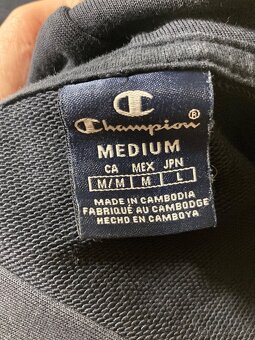 Champion®
MEDIUM
CA MEX JPN
M/M M L
MADE IN CAMBODIA
FABRIQUÉ AU CAMBODGE
HECHO EN CAMBOYA